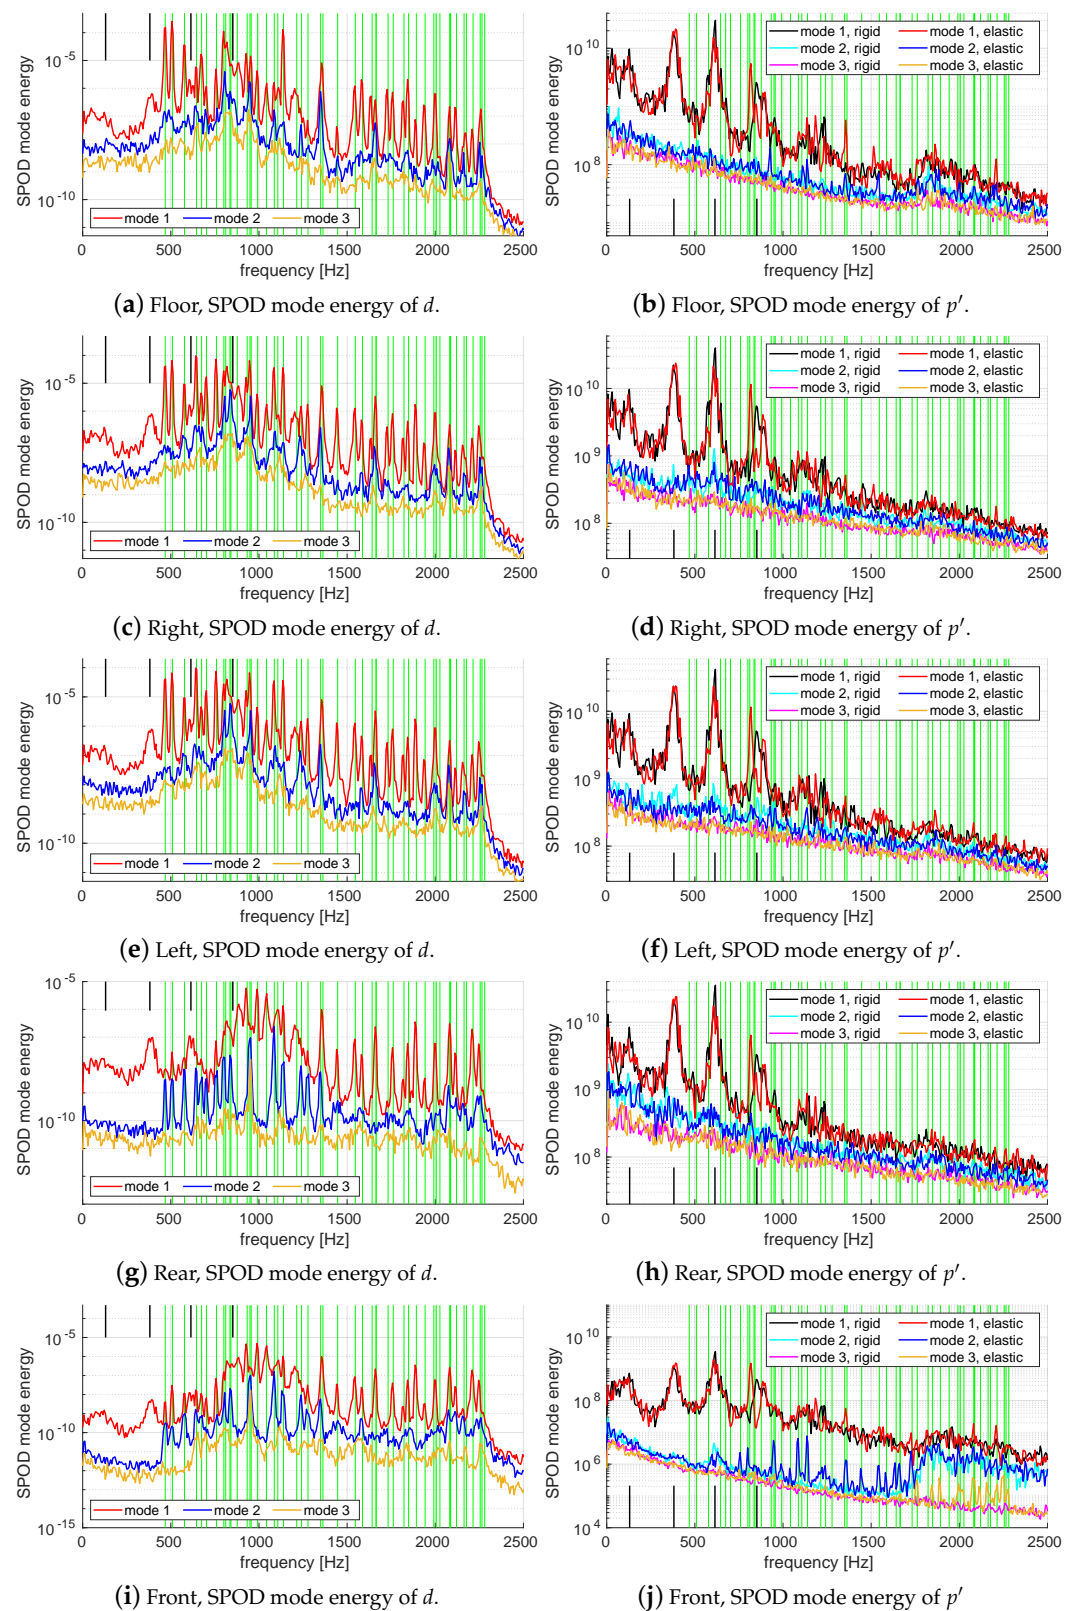 SPOD mode energy
10^-5
10^-10
mode 1 mode 2 mode 3
0 500 1000 1500 2000 2500
frequency [Hz]
(a) Floor, SPOD mode energy of d.
SPOD mode energy
10^10
10^8
mode 1, rigid mode 1, elastic
mode 2, rigid mode 2, elastic
mode 3, rigid mode 3, elastic
0 500 1000 1500 2000 2500
frequency [Hz]
(b) Floor, SPOD mode energy of p′.
SPOD mode energy
10^-5
10^-10
mode 1 mode 2 mode 3
0 500 1000 1500 2000 2500
frequency [Hz]
(c) Right, SPOD mode energy of d.
SPOD mode energy
10^10
10^9
10^8
mode 1, rigid mode 1, elastic
mode 2, rigid mode 2, elastic
mode 3, rigid mode 3, elastic
0 500 1000 1500 2000 2500
frequency [Hz]
(d) Right, SPOD mode energy of p′.
SPOD mode energy
10^-5
10^-10
mode 1 mode 2 mode 3
0 500 1000 1500 2000 2500
frequency [Hz]
(e) Left, SPOD mode energy of d.
SPOD mode energy
10^10
10^9
10^8
mode 1, rigid mode 1, elastic
mode 2, rigid mode 2, elastic
mode 3, rigid mode 3, elastic
0 500 1000 1500 2000 2500
frequency [Hz]
(f) Left, SPOD mode energy of p′.
SPOD mode energy
10^-5
10^-10
mode 1 mode 2 mode 3
0 500 1000 1500 2000 2500
frequency [Hz]
(g) Rear, SPOD mode energy of d.
SPOD mode energy
10^10
10^9
10^8
mode 1, rigid mode 1, elastic
mode 2, rigid mode 2, elastic
mode 3, rigid mode 3, elastic
0 500 1000 1500 2000 2500
frequency [Hz]
(h) Rear, SPOD mode energy of p′.
SPOD mode energy
10^-5
10^-10
10^-15
mode 1 mode 2 mode 3
0 500 1000 1500 2000 2500
frequency [Hz]
(i) Front, SPOD mode energy of d.
SPOD mode energy
10^10
10^8
10^6
10^4
mode 1, rigid mode 1, elastic
mode 2, rigid mode 2, elastic
mode 3, rigid mode 3, elastic
0 500 1000 1500 2000 2500
frequency [Hz]
(j) Front, SPOD mode energy of p′